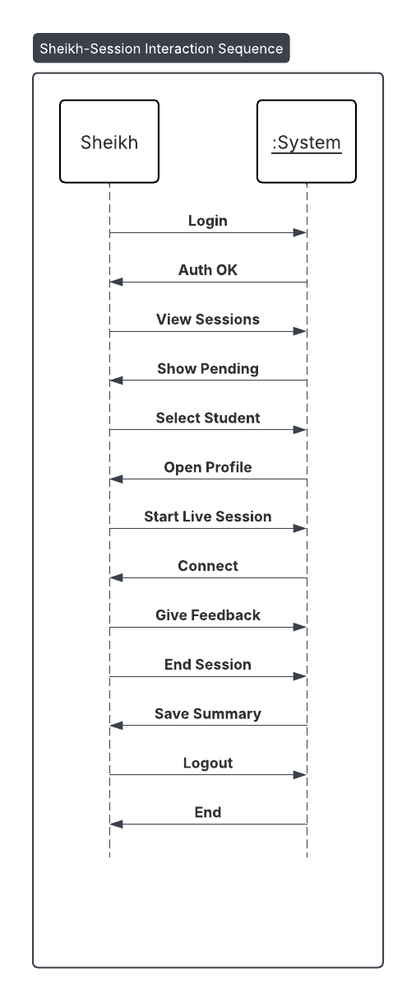 Sheikh-Session Interaction Sequence
Sheikh
:System
Login
Auth OK
View Sessions
Show Pending
Select Student
Open Profile
Start Live Session
Connect
Give Feedback
End Session
Save Summary
Logout
End